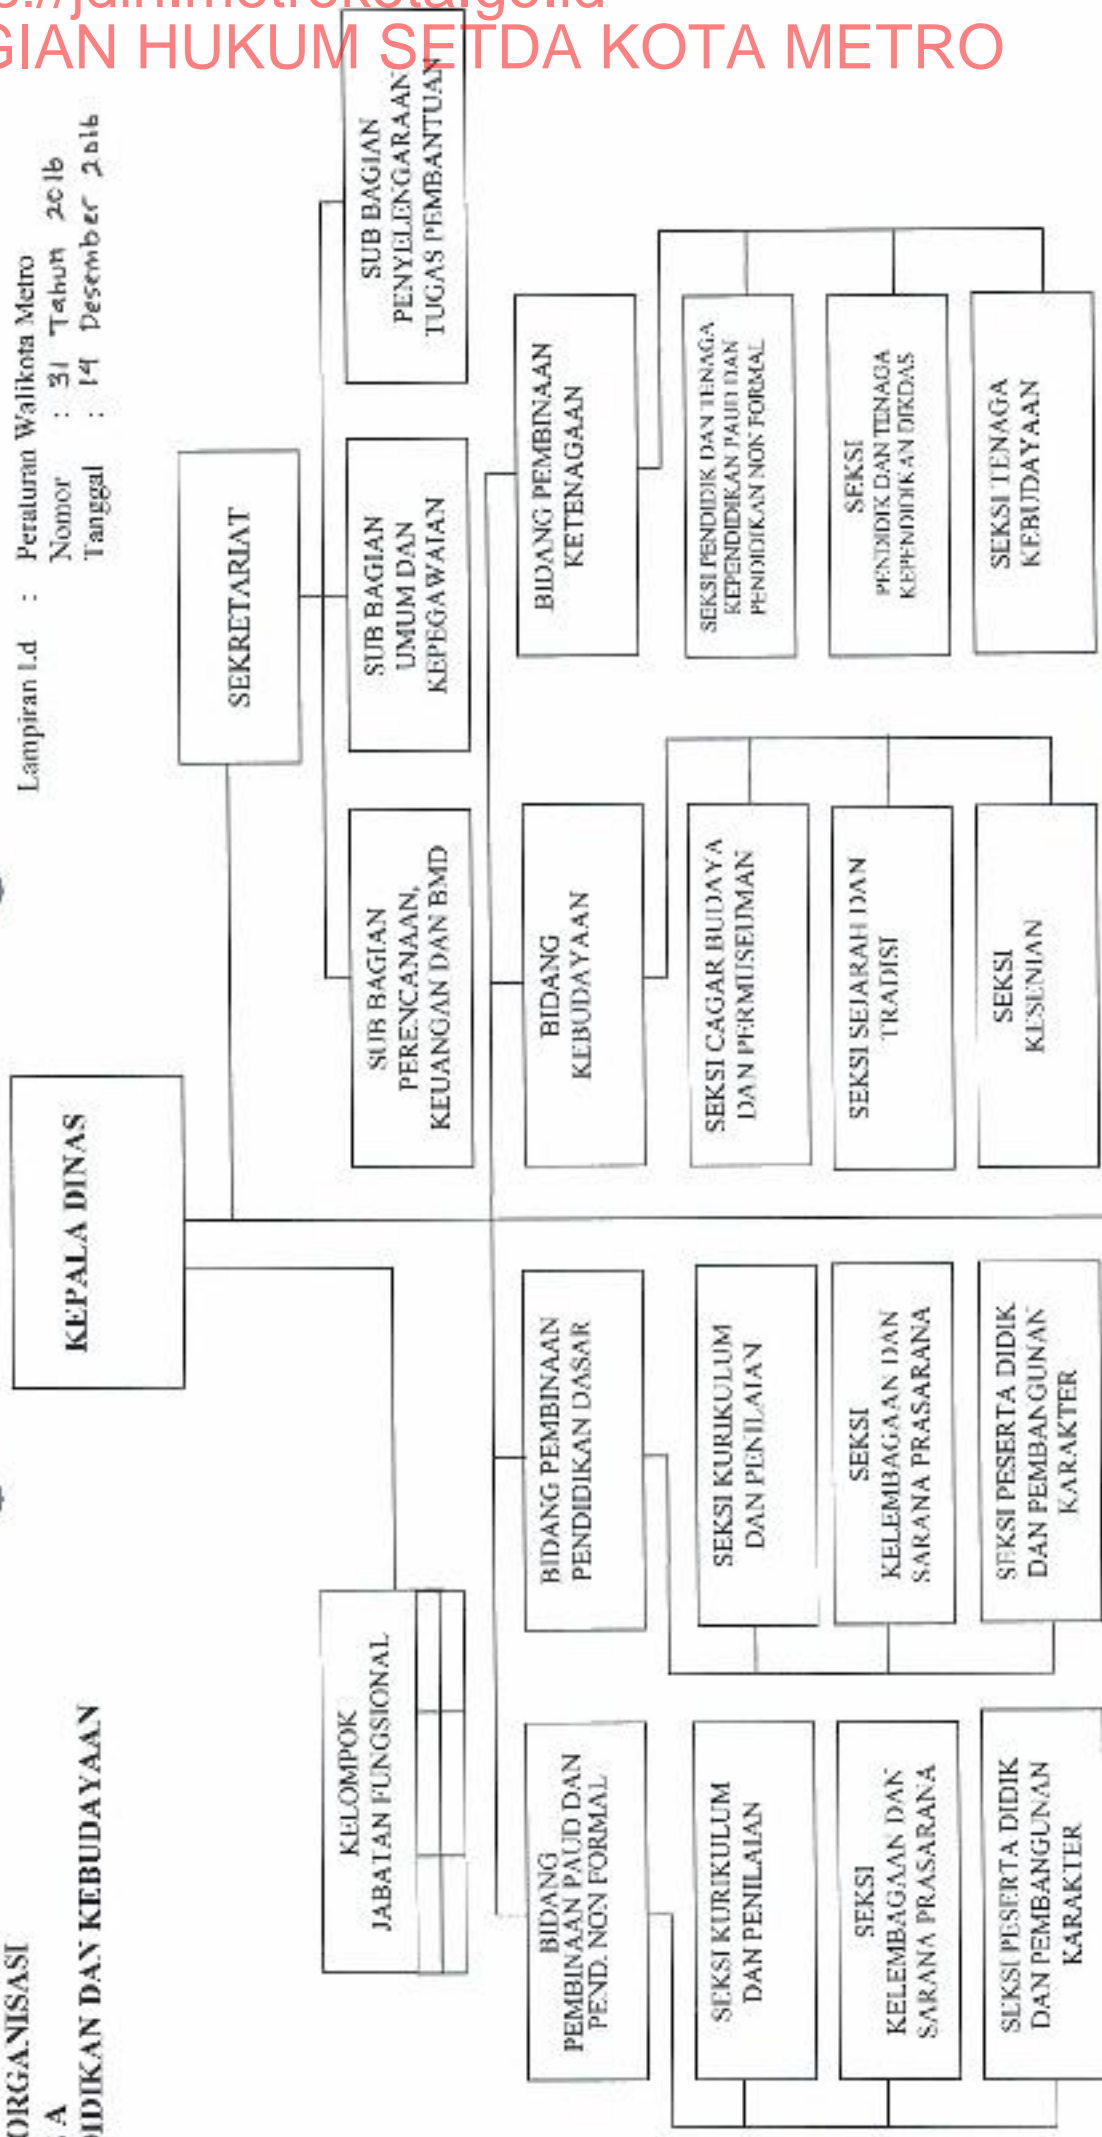 GIAN HUKUM SETDA KOTA METRO
ORGANISASI
DIDIKAN DAN KEBUDAYAAN
Lampiran I.d : Peraturan Walikota Metro
Nomor : 31 Tahun 2016
Tanggal : 14 Desember 2016
KEPALA DINAS
SEKRETARIAT
KELOMPOK
JABATAN FUNGSIONAL
SUB BAGIAN
PERENCANAAN,
KEUANGAN DAN BMD
SUB BAGIAN
UMUM DAN
KEPEGAWAIAN
SUB BAGIAN
PENYELENGARAAN
TUGAS PEMBANTUAN
BIDANG
PEMBINAAN PAUD DAN
PEND. NON FORMAL
BIDANG PEMBINAAN
PENDIDIKAN DASAR
BIDANG
KEBUDAYAAN
BIDANG PEMBINAAN
KETENAGAAN
SEKSI KURIKULUM
DAN PENILAIAN
SEKSI KURIKULUM
DAN PENILAIAN
SEKSI CAGAR BUDAYA
DAN PERMUSEUMAN
SEKSI PENDIDIK DAN TENAGA
KEPENDIDIKAN PAUD DAN
PENDIDIKAN NON FORMAL
SEKSI
KELEMBAGAAN DAN
SARANA PRASARANA
SEKSI
KELEMBAGAAN DAN
SARANA PRASARANA
SEKSI SEJARAH DAN
TRADISI
SEKSI
PENDIDIK DAN TENAGA
KEPENDIDIKAN DIKDAS
SEKSI PESERTA DIDIK
DAN PEMBANGUNAN
KARAKTER
SEKSI PESERTA DIDIK
DAN PEMBANGUNAN
KARAKTER
SEKSI
KESENIAN
SEKSI TENAGA
KEBUDAYAAN